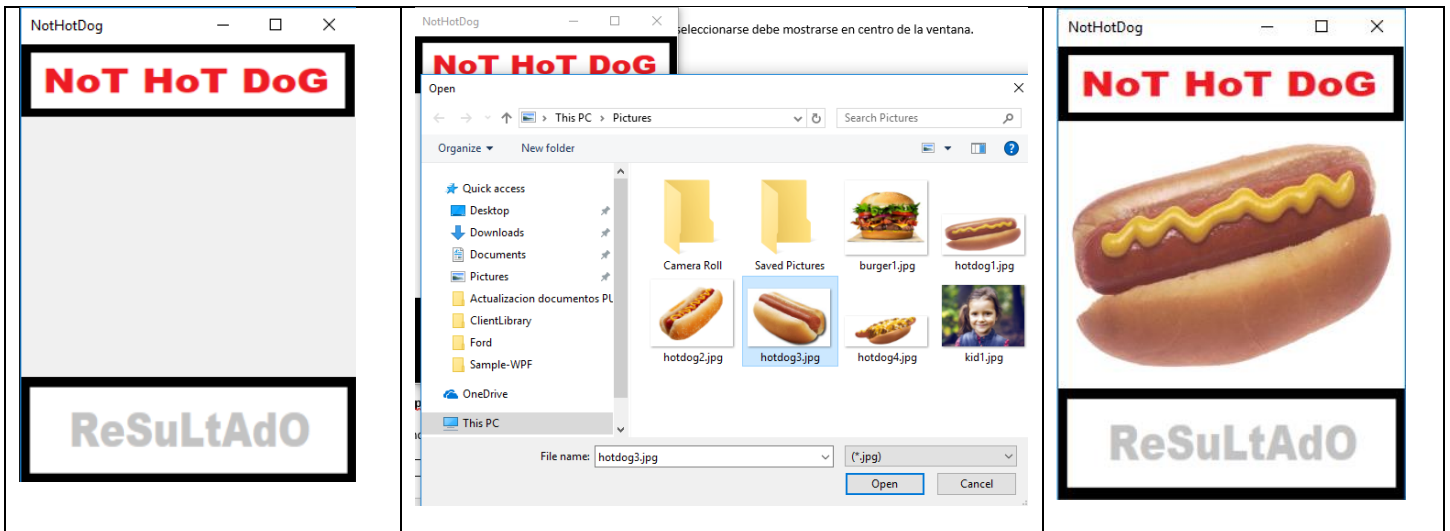 NotHotDog
NoT HoT DoG
ReSuLtAdO
NotHotDog
seleccionarse debe mostrarse en centro de la ventana.
NoT HoT DoG
Open
This PC > Pictures
Search Pictures
Organize
New folder
Quick access
Desktop
Downloads
Documents
Pictures
Actualizacion documentos PU
ClientLibrary
Ford
Sample-WPF
OneDrive
This PC
Camera Roll
Saved Pictures
burger1.jpg
hotdog1.jpg
hotdog2.jpg
hotdog3.jpg
hotdog4.jpg
kid1.jpg
File name: hotdog3.jpg
(*.jpg)
Open
Cancel
NotHotDog
NoT HoT DoG
ReSuLtAdO